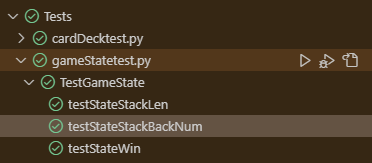 Tests
cardDecktest.py
gameStatetest.py
TestGameState
testStateStackLen
testStateStackBackNum
testStateWin